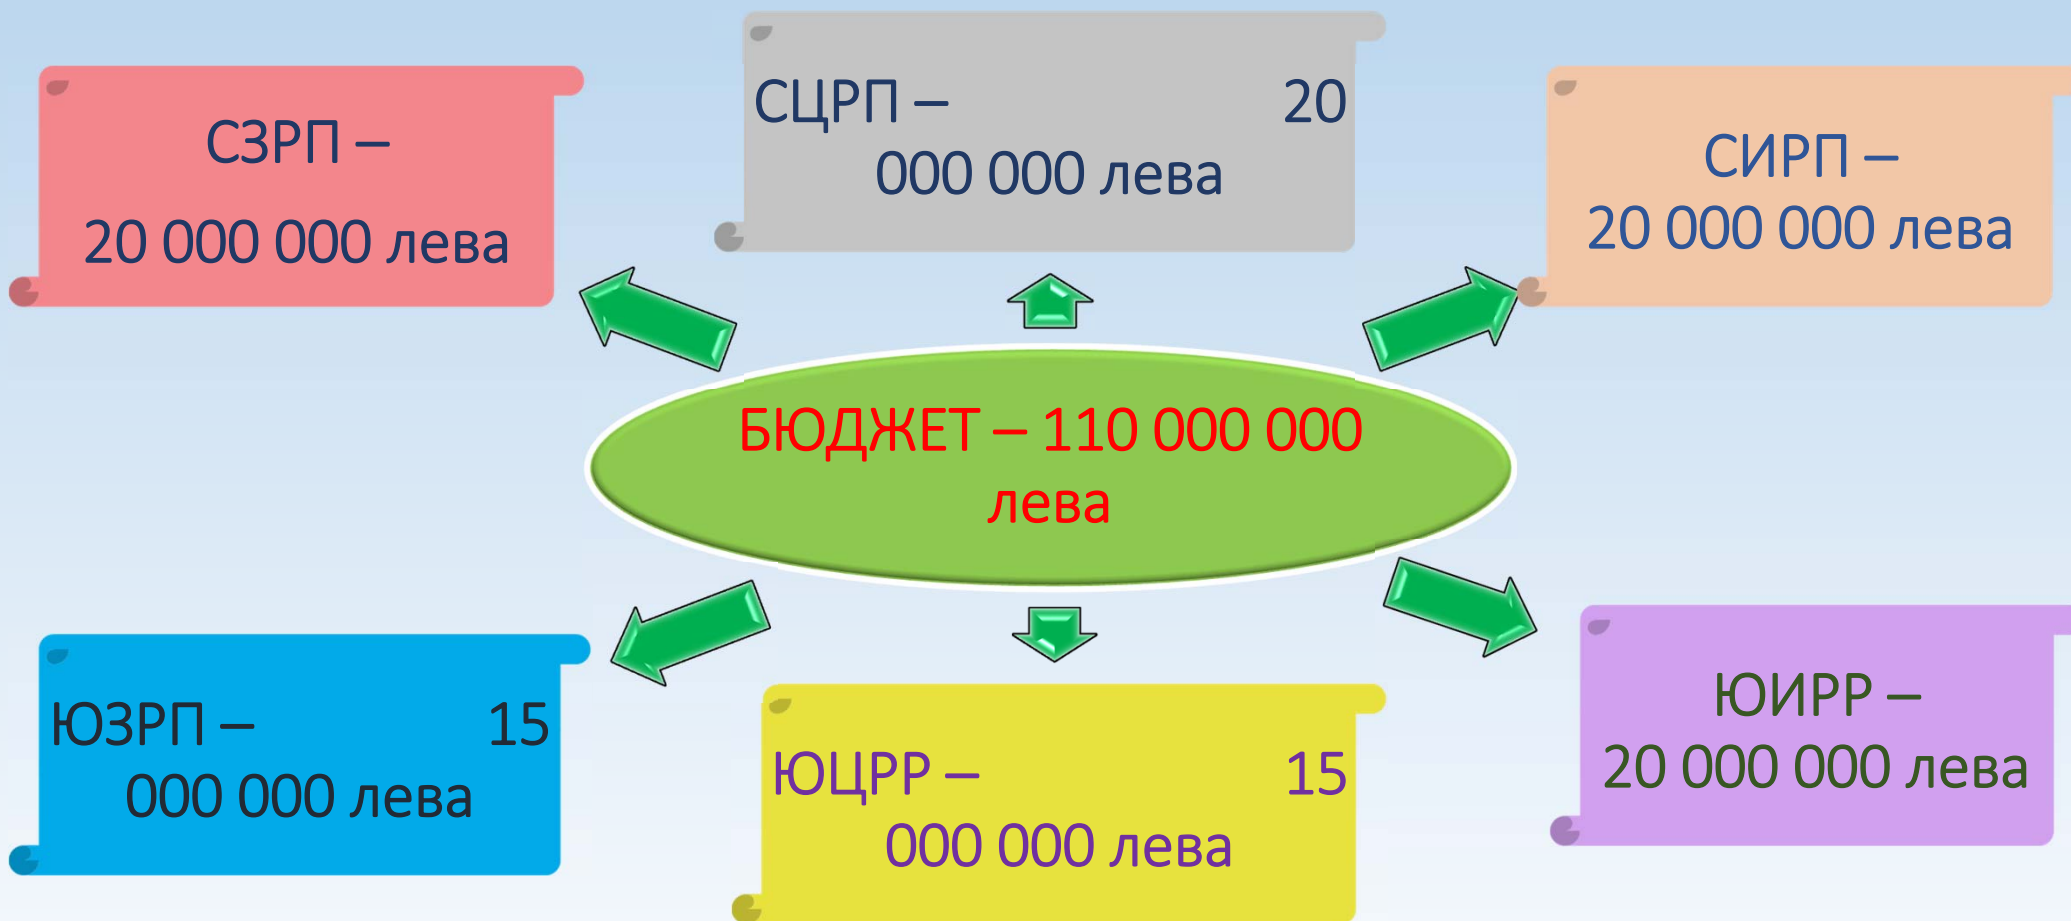 СЗРП –
20 000 000 лева
СЦРП – 20
000 000 лева
СИРП –
20 000 000 лева
БЮДЖЕТ – 110 000 000
лева
ЮЗРП – 15
000 000 лева
ЮЦРР – 15
000 000 лева
ЮИРР –
20 000 000 лева